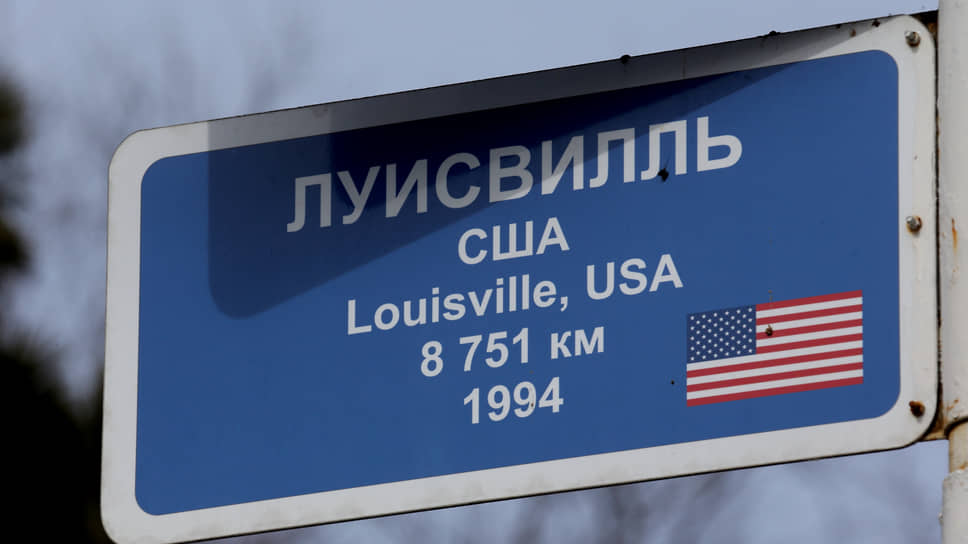 ЛУИСВИЛЛЬ
США
Louisville, USA
8 751 км
1994